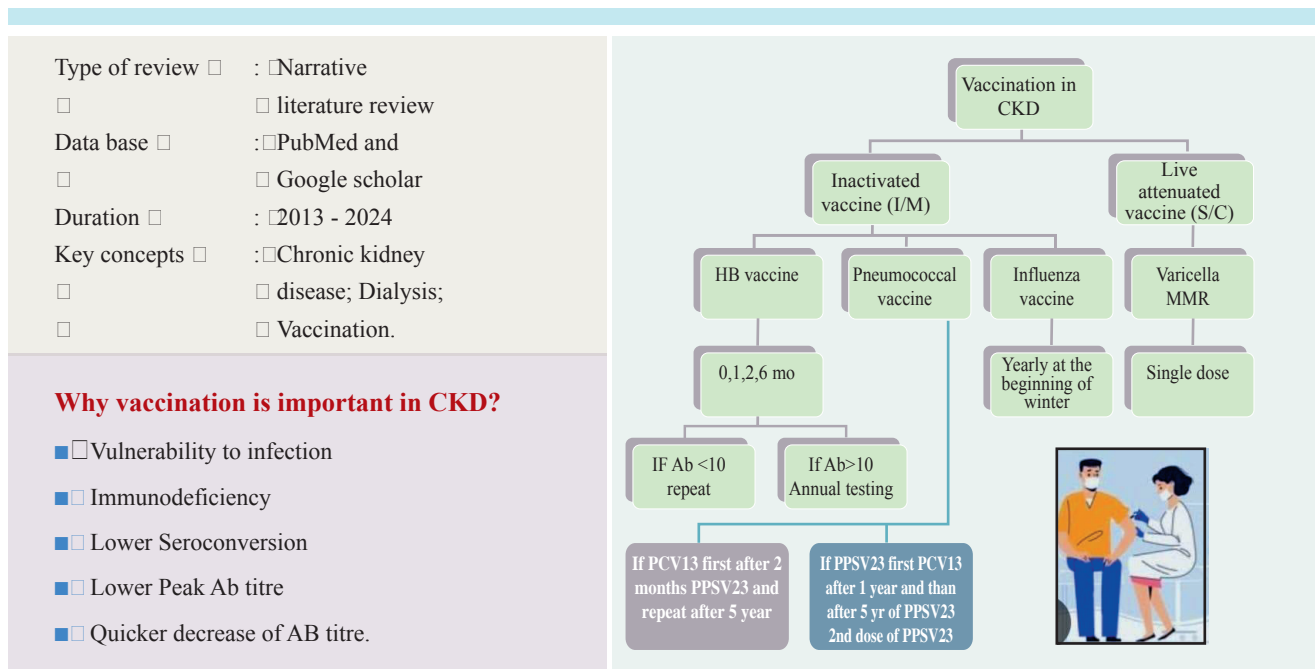 Type of review : Narrative
literature review
Data base : PubMed and
Google scholar
Duration : 2013 - 2024
Key concepts : Chronic kidney
disease; Dialysis;
Vaccination.
Why vaccination is important in CKD?
Vulnerability to infection
Immunodeficiency
Lower Seroconversion
Lower Peak Ab titre
Quicker decrease of AB titre.
Vaccination in
CKD
Inactivated
vaccine (I/M)
Live
attenuated
vaccine (S/C)
HB vaccine
Pneumococcal
vaccine
Influenza
vaccine
Varicella
MMR
0,1,2,6 mo
Yearly at the
beginning of
winter
Single dose
IF Ab <10
repeat
If Ab>10
Annual testing
If PCV13 first after 2
months PPSV23 and
repeat after 5 year
If PPSV23 first PCV13
after 1 year and than
after 5 yr of PPSV23
2nd dose of PPSV23